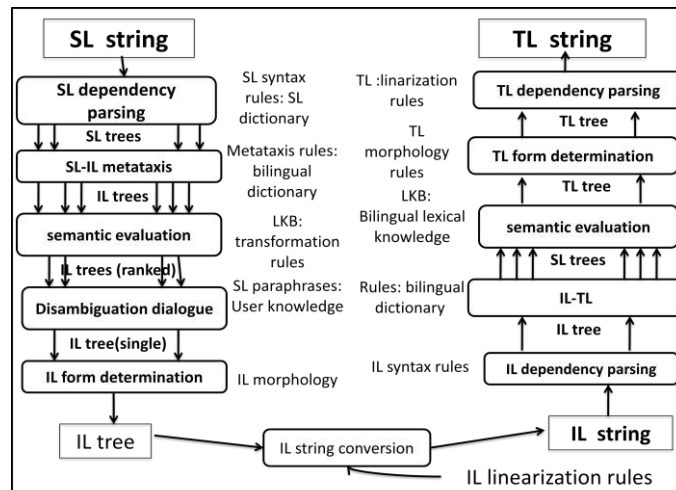 SL string
SL dependency
parsing
SL trees
SL-IL metataxis
IL trees
semantic evaluation
IL trees (ranked)
Disambiguation dialogue
IL tree(single)
IL form determination
IL tree
SL syntax
rules: SL
dictionary
Metataxis rules:
bilingual
dictionary
LKB:
transformation
rules
SL paraphrases:
User knowledge
IL morphology
IL string conversion
IL linearization rules
TL string
TL dependency parsing
TL tree
TL form determination
TL tree
semantic evaluation
SL trees
IL-TL
IL tree
IL dependency parsing
IL string
TL :linarization
rules
TL
morphology
rules
LKB:
Bilingual lexical
knowledge
Rules: bilingual
dictionary
IL syntax rules